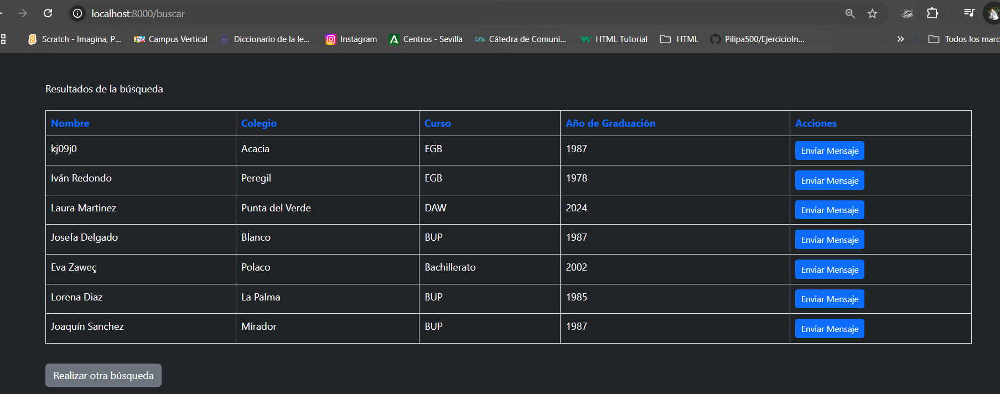 localhost:8000/buscar
Scratch - Imagina, P... Campus Vertical Diccionario de la le... Instagram Centros - Sevilla Cátedra de Comuni... HTML Tutorial HTML Pilipa500/EjercicioIn... » Todos los marc
Resultados de la búsqueda
Nombre Colegio Curso Año de Graduación Acciones
kj09j0 Acacia EGB 1987 Enviar Mensaje
Iván Redondo Peregil EGB 1978 Enviar Mensaje
Laura Martinez Punta del Verde DAW 2024 Enviar Mensaje
Josefa Delgado Blanco BUP 1987 Enviar Mensaje
Eva Zaweç Polaco Bachillerato 2002 Enviar Mensaje
Lorena Diaz La Palma BUP 1985 Enviar Mensaje
Joaquín Sanchez Mirador BUP 1987 Enviar Mensaje
Realizar otra búsqueda